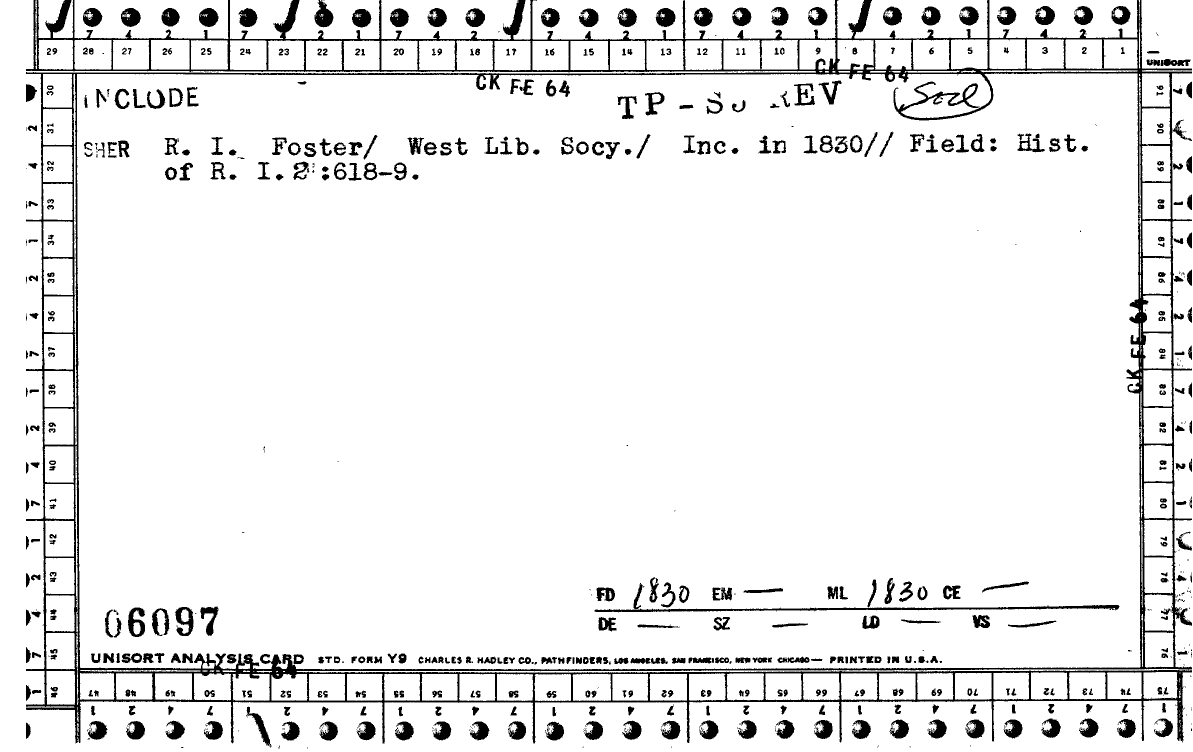 7 4 2 1 7 4 2 1 7 4 2 1 7 4 2 1 7 4 2 1 7 4 2 1 7 4 2 1
29 28 27 26 25 24 23 22 21 20 19 18 17 16 15 14 13 12 11 10 9 8 7 6 5 4 3 2 1
UNISORT
CK FE 64 CK FE 64
INCLUDE TP - REV Socl
SHER R. I. Foster/ West Lib. Socy./ Inc. in 1830// Field: Hist.
of R. I. 2:618-9.
CK FE 64
FD 1830 EM — ML 1830 CE —
06097 DE — SZ — LD — VS —
UNISORT ANALYSIS CARD STD. FORM Y9 CHARLES R. HADLEY CO., PATHFINDERS, LOS ANGELES, SAN FRANCISCO, NEW YORK CHICAGO — PRINTED IN U.S.A.
CK FE 64
30 31 32 33 34 35 36 37 38 39 40 41 42 43 44 45 46
47 48 49 50 51 52 53 54 55 56 57 58 59 60 61 62 63 64 65 66 67 68 69 70 71 72 73 74 75
76 77 78 79 80 81 82 83 84 85 86 87 88 89 90 91